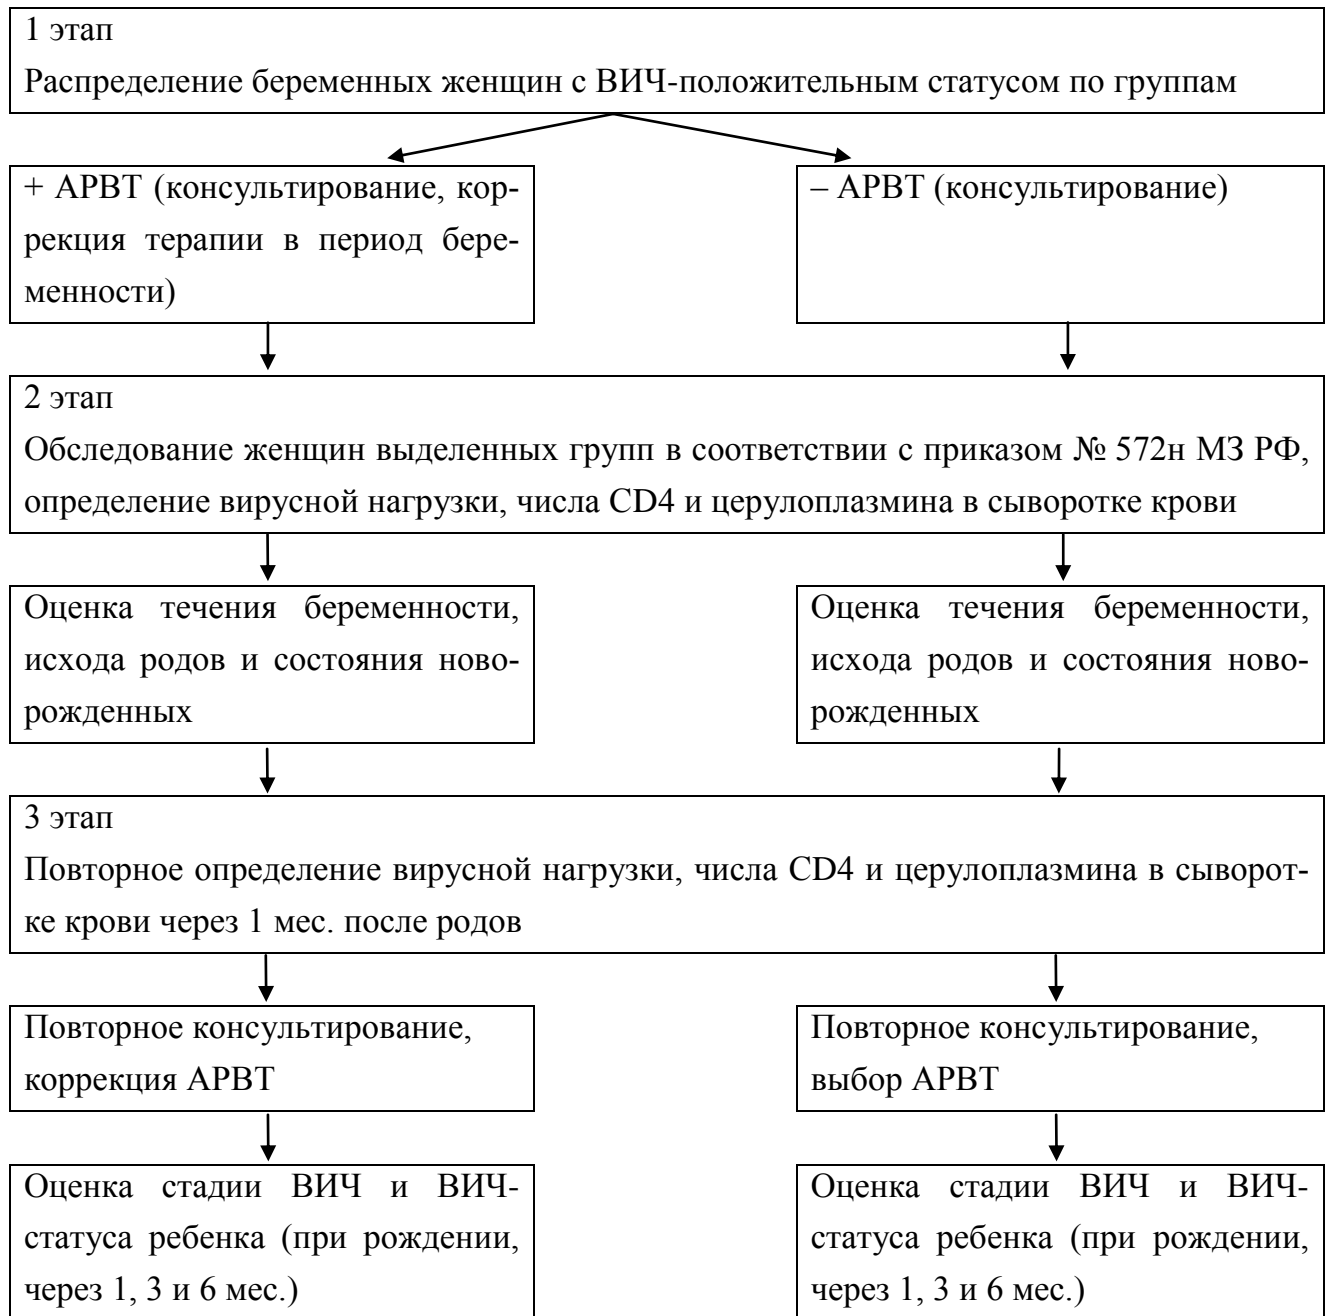 1 этап
Распределение беременных женщин с ВИЧ-положительным статусом по группам
+ АРВТ (консультирование, кор-
рекция терапии в период бере-
менности)
– АРВТ (консультирование)
2 этап
Обследование женщин выделенных групп в соответствии с приказом № 572н МЗ РФ,
определение вирусной нагрузки, числа CD4 и церулоплазмина в сыворотке крови
Оценка течения беременности,
исхода родов и состояния ново-
рожденных
Оценка течения беременности,
исхода родов и состояния ново-
рожденных
3 этап
Повторное определение вирусной нагрузки, числа CD4 и церулоплазмина в сыворот-
ке крови через 1 мес. после родов
Повторное консультирование,
коррекция АРВТ
Повторное консультирование,
выбор АРВТ
Оценка стадии ВИЧ и ВИЧ-
статуса ребенка (при рождении,
через 1, 3 и 6 мес.)
Оценка стадии ВИЧ и ВИЧ-
статуса ребенка (при рождении,
через 1, 3 и 6 мес.)